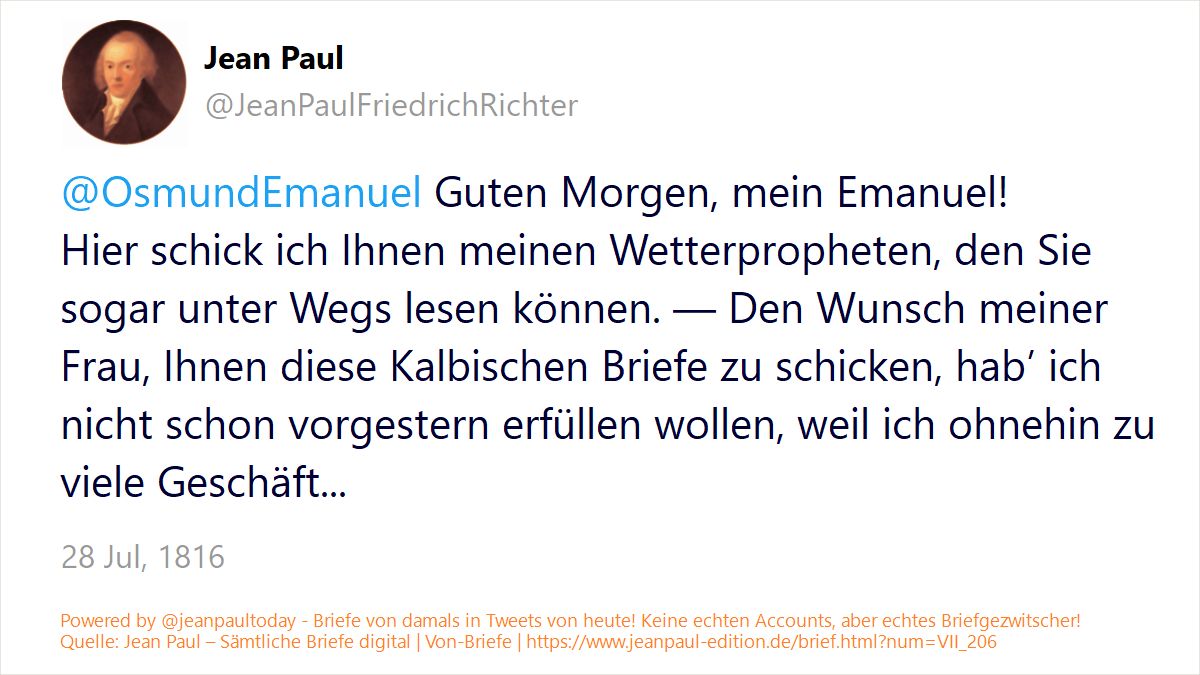 Jean Paul
@JeanPaulFriedrichRichter
@OsmundEmanuel Guten Morgen, mein Emanuel!
Hier schick ich Ihnen meinen Wetterpropheten, den Sie
sogar unter Wegs lesen können. — Den Wunsch meiner
Frau, Ihnen diese Kalbischen Briefe zu schicken, hab’ ich
nicht schon vorgestern erfüllen wollen, weil ich ohnehin zu
viele Geschäft...
28 Jul, 1816
Powered by @jeanpaultoday - Briefe von damals in Tweets von heute! Keine echten Accounts, aber echtes Briefgezwitscher!
Quelle: Jean Paul – Sämtliche Briefe digital | Von-Briefe | https://www.jeanpaul-edition.de/brief.html?num=VII_206